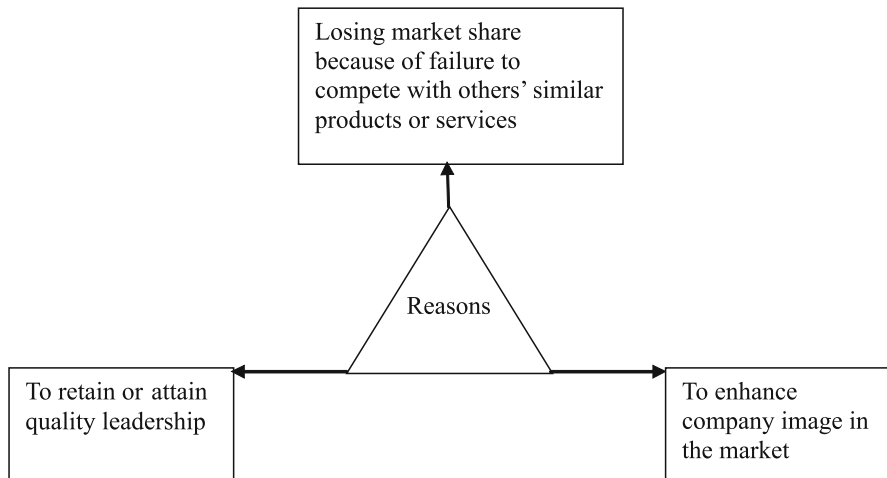 Losing market share
because of failure to
compete with others’ similar
products or services
Reasons
To retain or attain
quality leadership
To enhance
company image in
the market